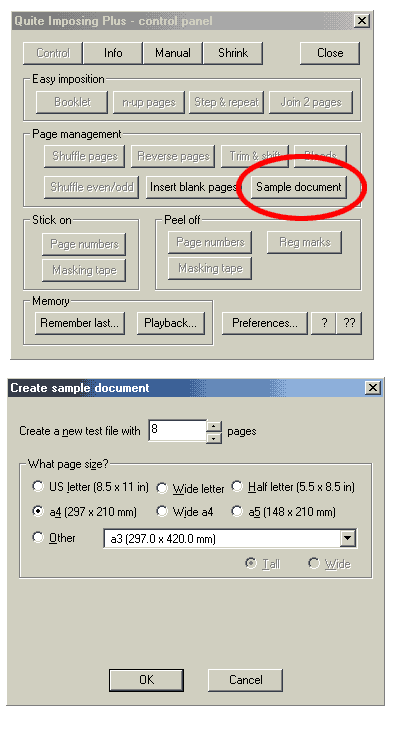 Quite Imposing Plus - control panel
Control Info Manual Shrink Close
Easy imposition
Booklet n-up pages Step & repeat Join 2 pages
Page management
Shuffle pages Reverse pages Trim & shift Bleeds
Shuffle even/odd Insert blank pages Sample document
Stick on Peel off
Page numbers Page numbers Reg marks
Masking tape Masking tape
Memory
Remember last... Playback... Preferences... ? ??
Create sample document
Create a new test file with 8 pages
What page size?
US letter (8.5 x 11 in) Wide letter Half letter (5.5 x 8.5 in)
a4 (297 x 210 mm) Wide a4 a5 (148 x 210 mm)
Other a3 (297.0 x 420.0 mm)
Tall Wide
OK Cancel